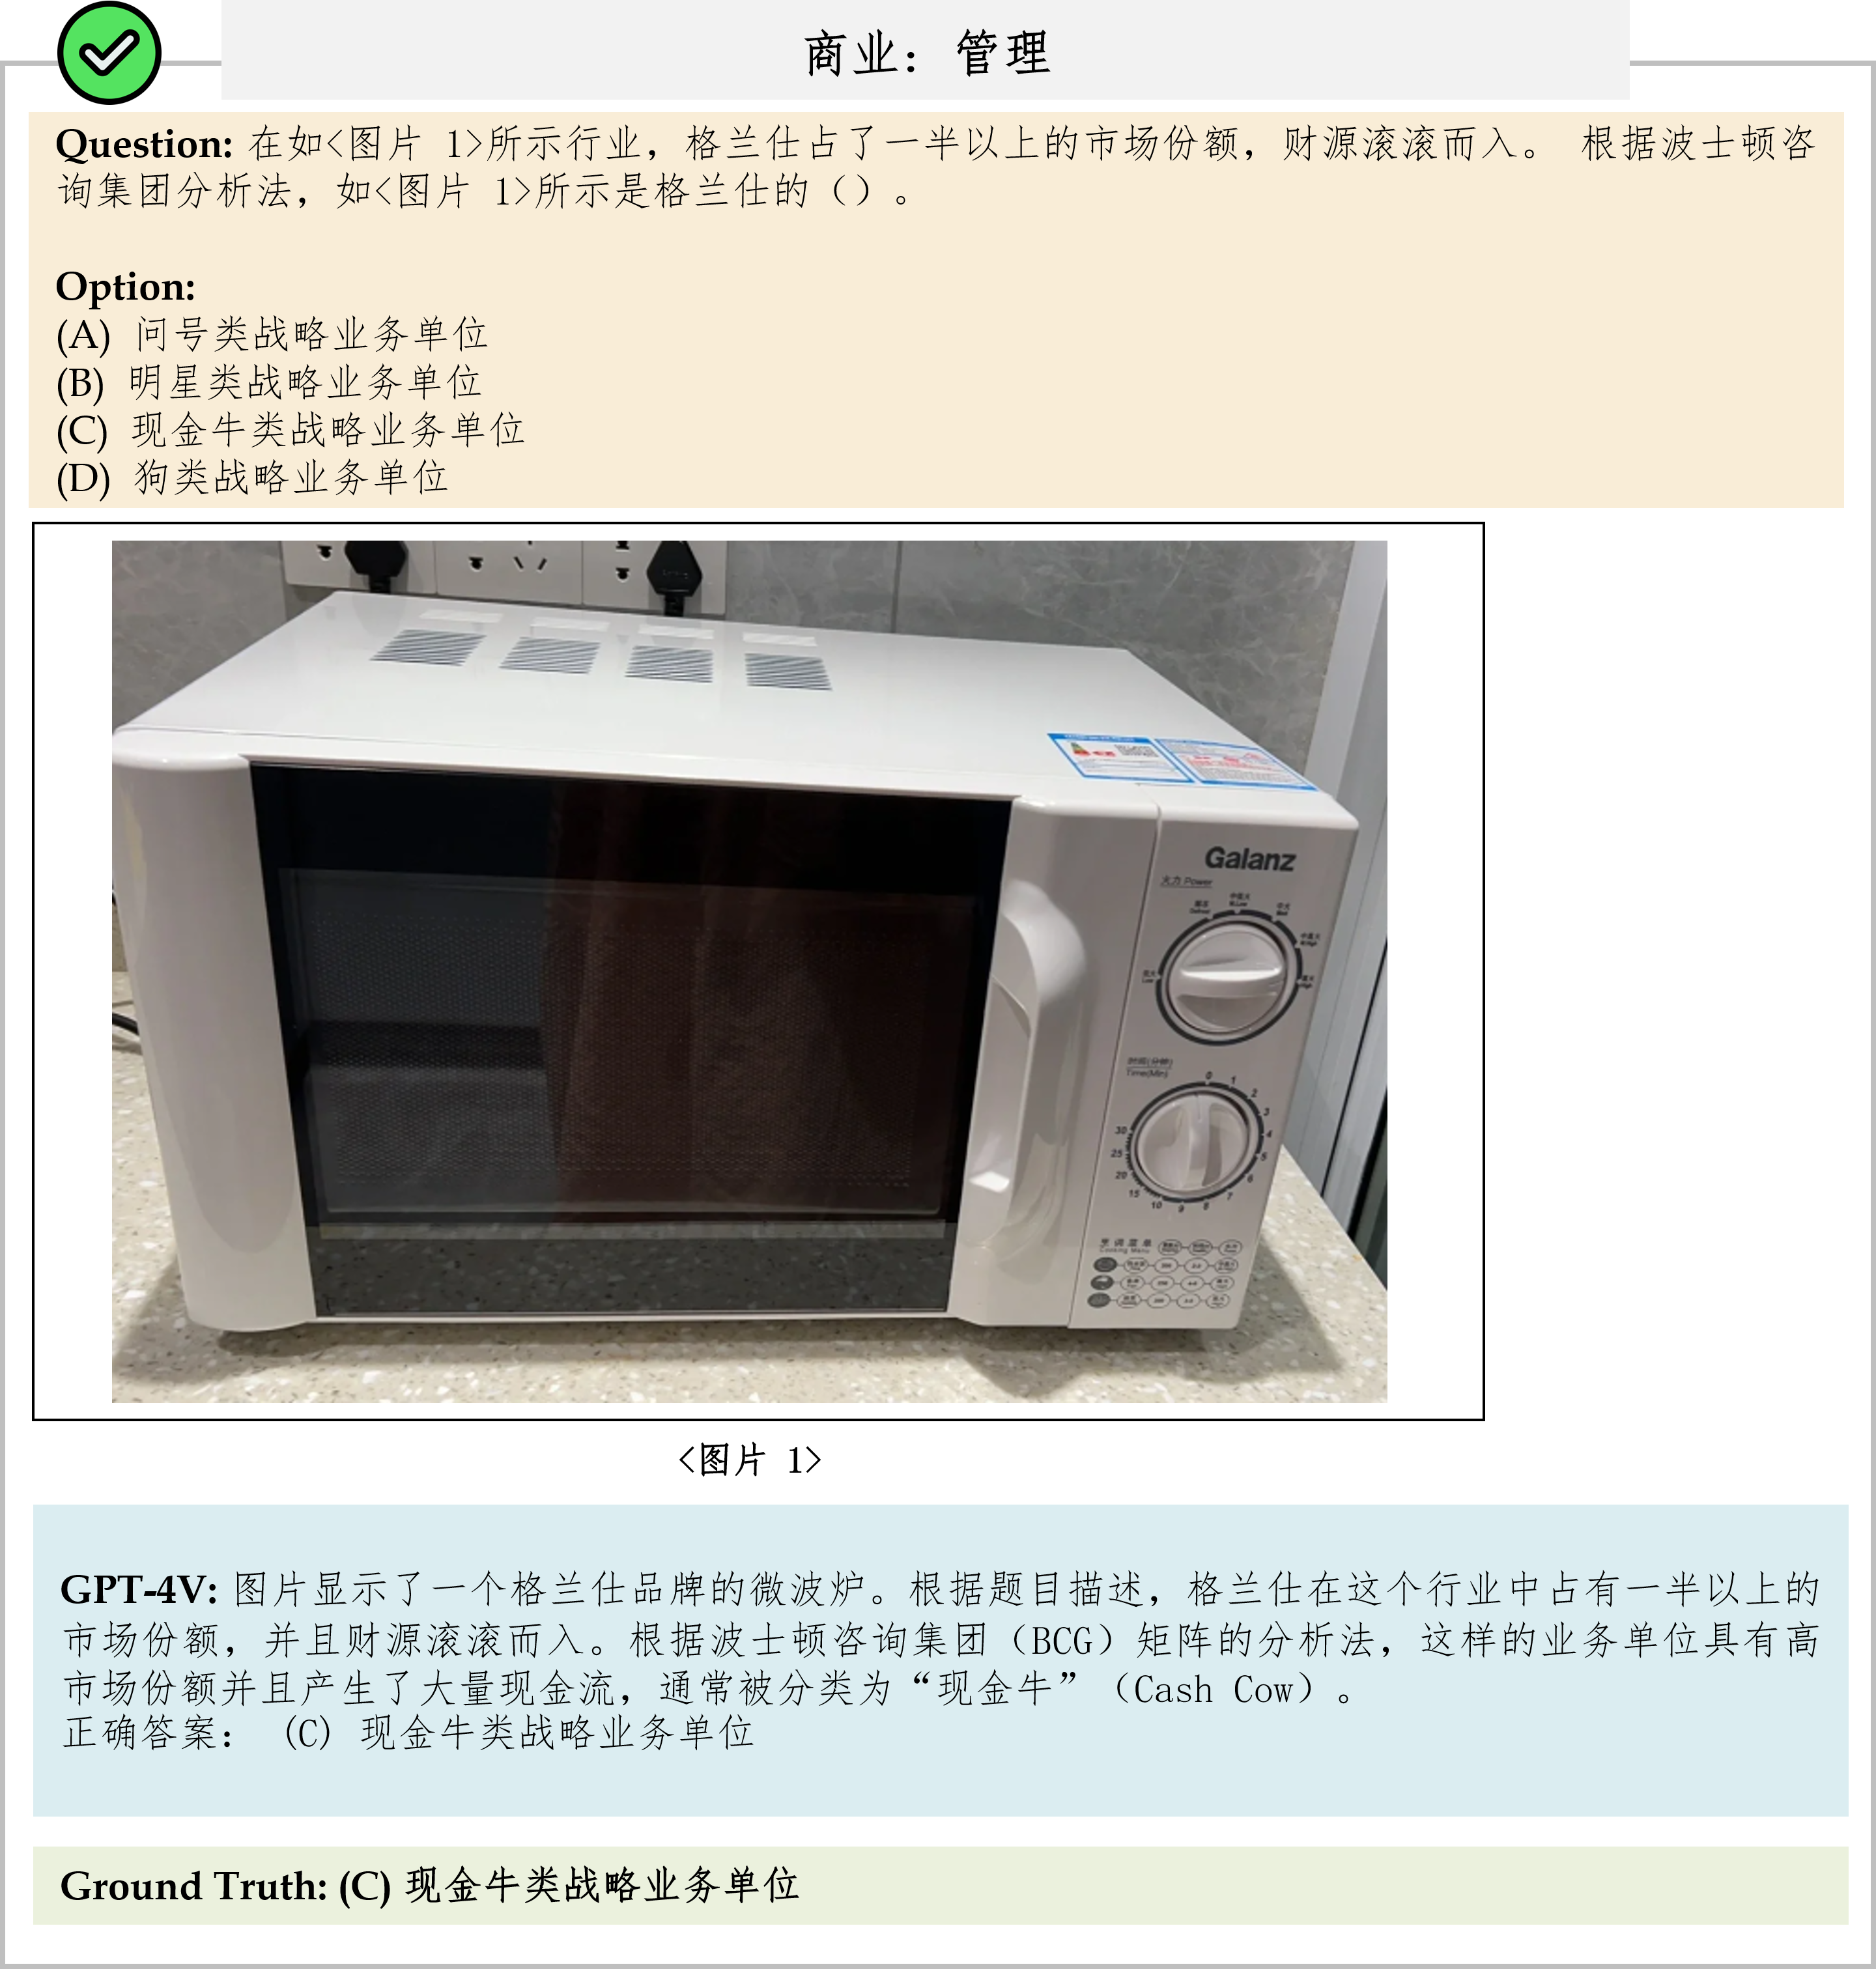 商业：管理
Question: 在如<图片 1>所示行业，格兰仕占了一半以上的市场份额，财源滚滚而入。 根据波士顿咨
询集团分析法，如<图片 1>所示是格兰仕的（）。
Option:
(A) 问号类战略业务单位
(B) 明星类战略业务单位
(C) 现金牛类战略业务单位
(D) 狗类战略业务单位
Galanz
火力 Power
中低火
M.Low
低火
Low
时间(分钟)
Time(Min)
0
1
2
3
4
5
6
7
8
9
10
15
20
25
30
烹调菜单
Cooking Menu
<图片 1>
GPT-4V: 图片显示了一个格兰仕品牌的微波炉。根据题目描述，格兰仕在这个行业中占有一半以上的
市场份额，并且财源滚滚而入。根据波士顿咨询集团（BCG）矩阵的分析法，这样的业务单位具有高
市场份额并且产生了大量现金流，通常被分类为“现金牛”（Cash Cow）。
正确答案： (C) 现金牛类战略业务单位
Ground Truth: (C) 现金牛类战略业务单位